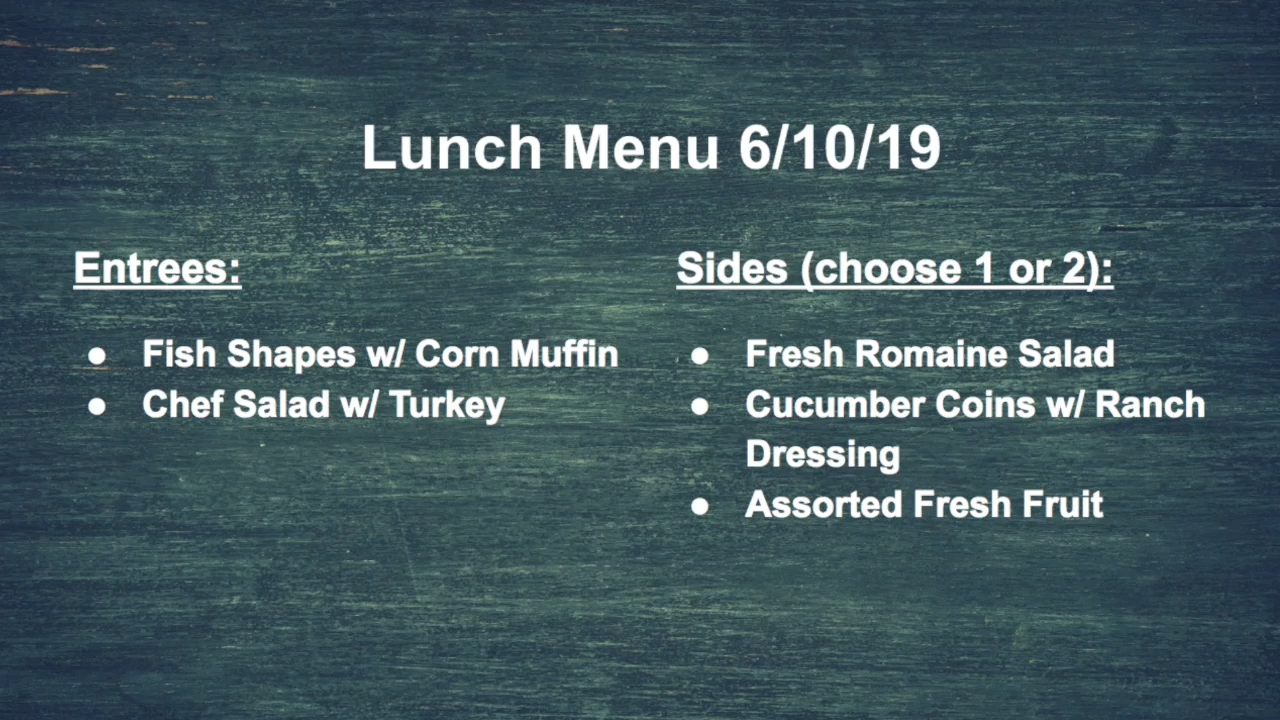 Lunch Menu 6/10/19
Entrees:
● Fish Shapes w/ Corn Muffin
● Chef Salad w/ Turkey
Sides (choose 1 or 2):
● Fresh Romaine Salad
● Cucumber Coins w/ Ranch
Dressing
● Assorted Fresh Fruit